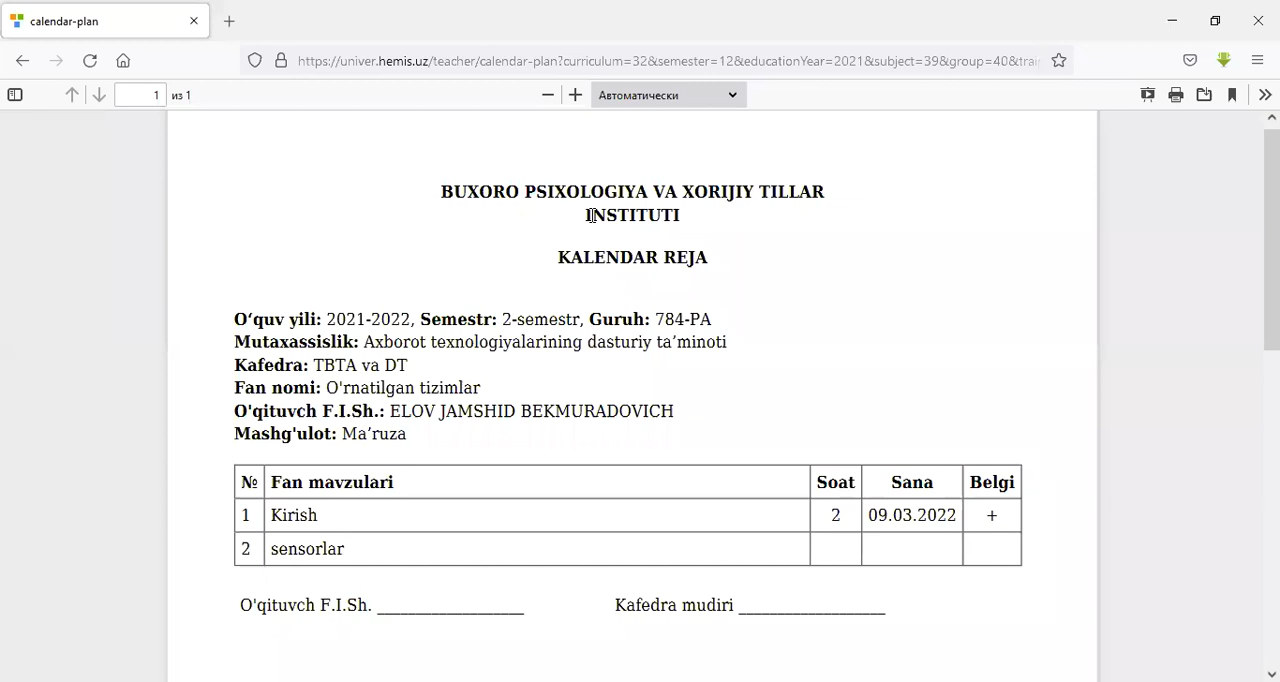 calendar-plan
https://univer.hemis.uz/teacher/calendar-plan?curriculum=32&semester=12&educationYear=2021&subject=39&group=40&trai
1 из 1
Автоматически
BUXORO PSIXOLOGIYA VA XORIJIY TILLAR
INSTITUTI
KALENDAR REJA
O‘quv yili: 2021-2022, Semestr: 2-semestr, Guruh: 784-PA
Mutaxassislik: Axborot texnologiyalarining dasturiy ta’minoti
Kafedra: TBTA va DT
Fan nomi: O'rnatilgan tizimlar
O'qituvch F.I.Sh.: ELOV JAMSHID BEKMURADOVICH
Mashg'ulot: Ma’ruza
№ Fan mavzulari Soat Sana Belgi
1 Kirish 2 09.03.2022 +
2 sensorlar
O'qituvch F.I.Sh. ___________________ Kafedra mudiri ___________________